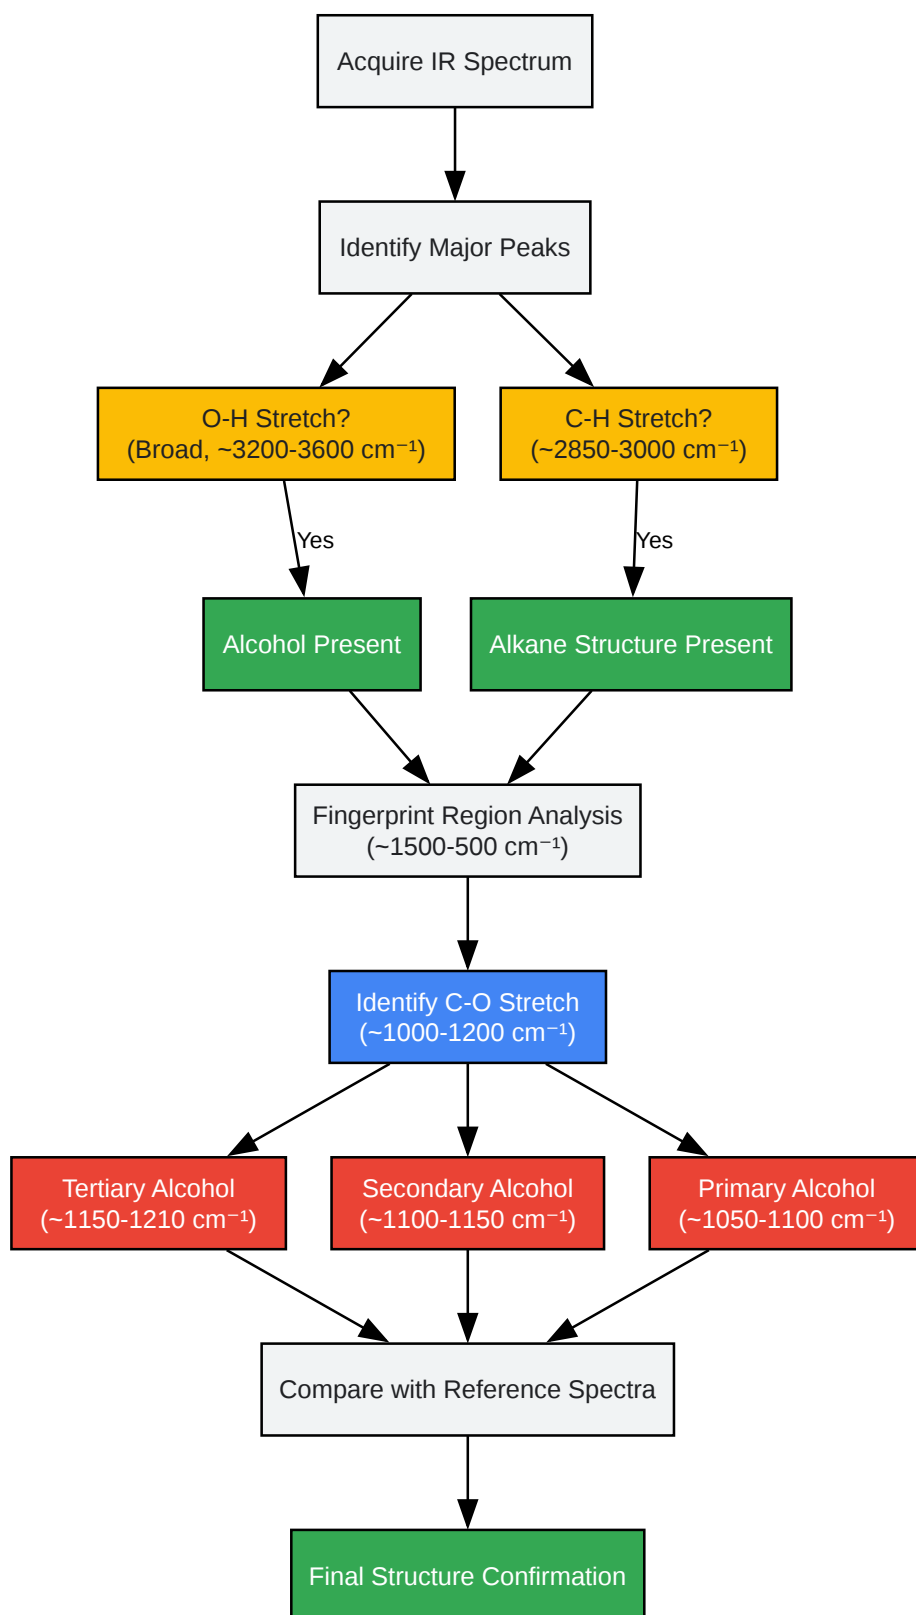 Acquire IR Spectrum
Identify Major Peaks
O-H Stretch?
(Broad, ~3200-3600 cm⁻¹)
C-H Stretch?
(~2850-3000 cm⁻¹)
Yes
Yes
Alcohol Present
Alkane Structure Present
Fingerprint Region Analysis
(~1500-500 cm⁻¹)
Identify C-O Stretch
(~1000-1200 cm⁻¹)
Tertiary Alcohol
(~1150-1210 cm⁻¹)
Secondary Alcohol
(~1100-1150 cm⁻¹)
Primary Alcohol
(~1050-1100 cm⁻¹)
Compare with Reference Spectra
Final Structure Confirmation